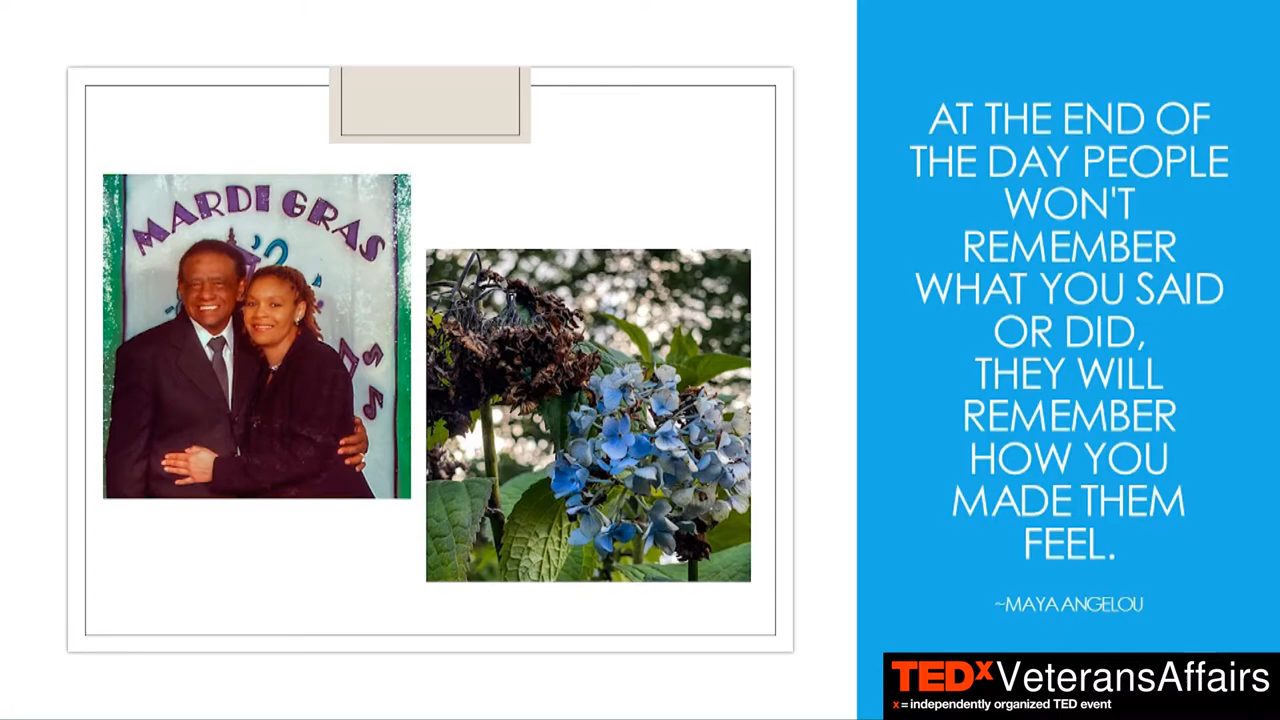 MARDI GRAS
AT THE END OF
THE DAY PEOPLE
WON'T
REMEMBER
WHAT YOU SAID
OR DID,
THEY WILL
REMEMBER
HOW YOU
MADE THEM
FEEL.
~MAYA ANGELOU
TEDxVeteransAffairs
x = independently organized TED event